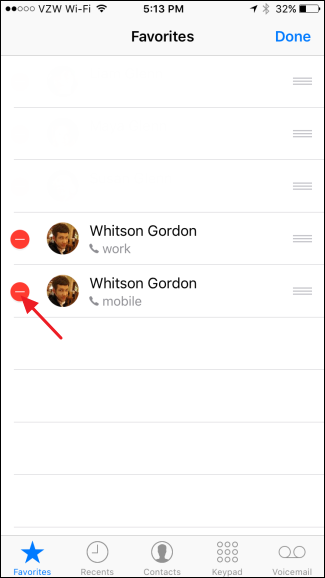 VZW Wi-Fi 5:13 PM 32%
Favorites Done
Whitson Gordon
work
Whitson Gordon
mobile
Favorites Recents Contacts Keypad Voicemail